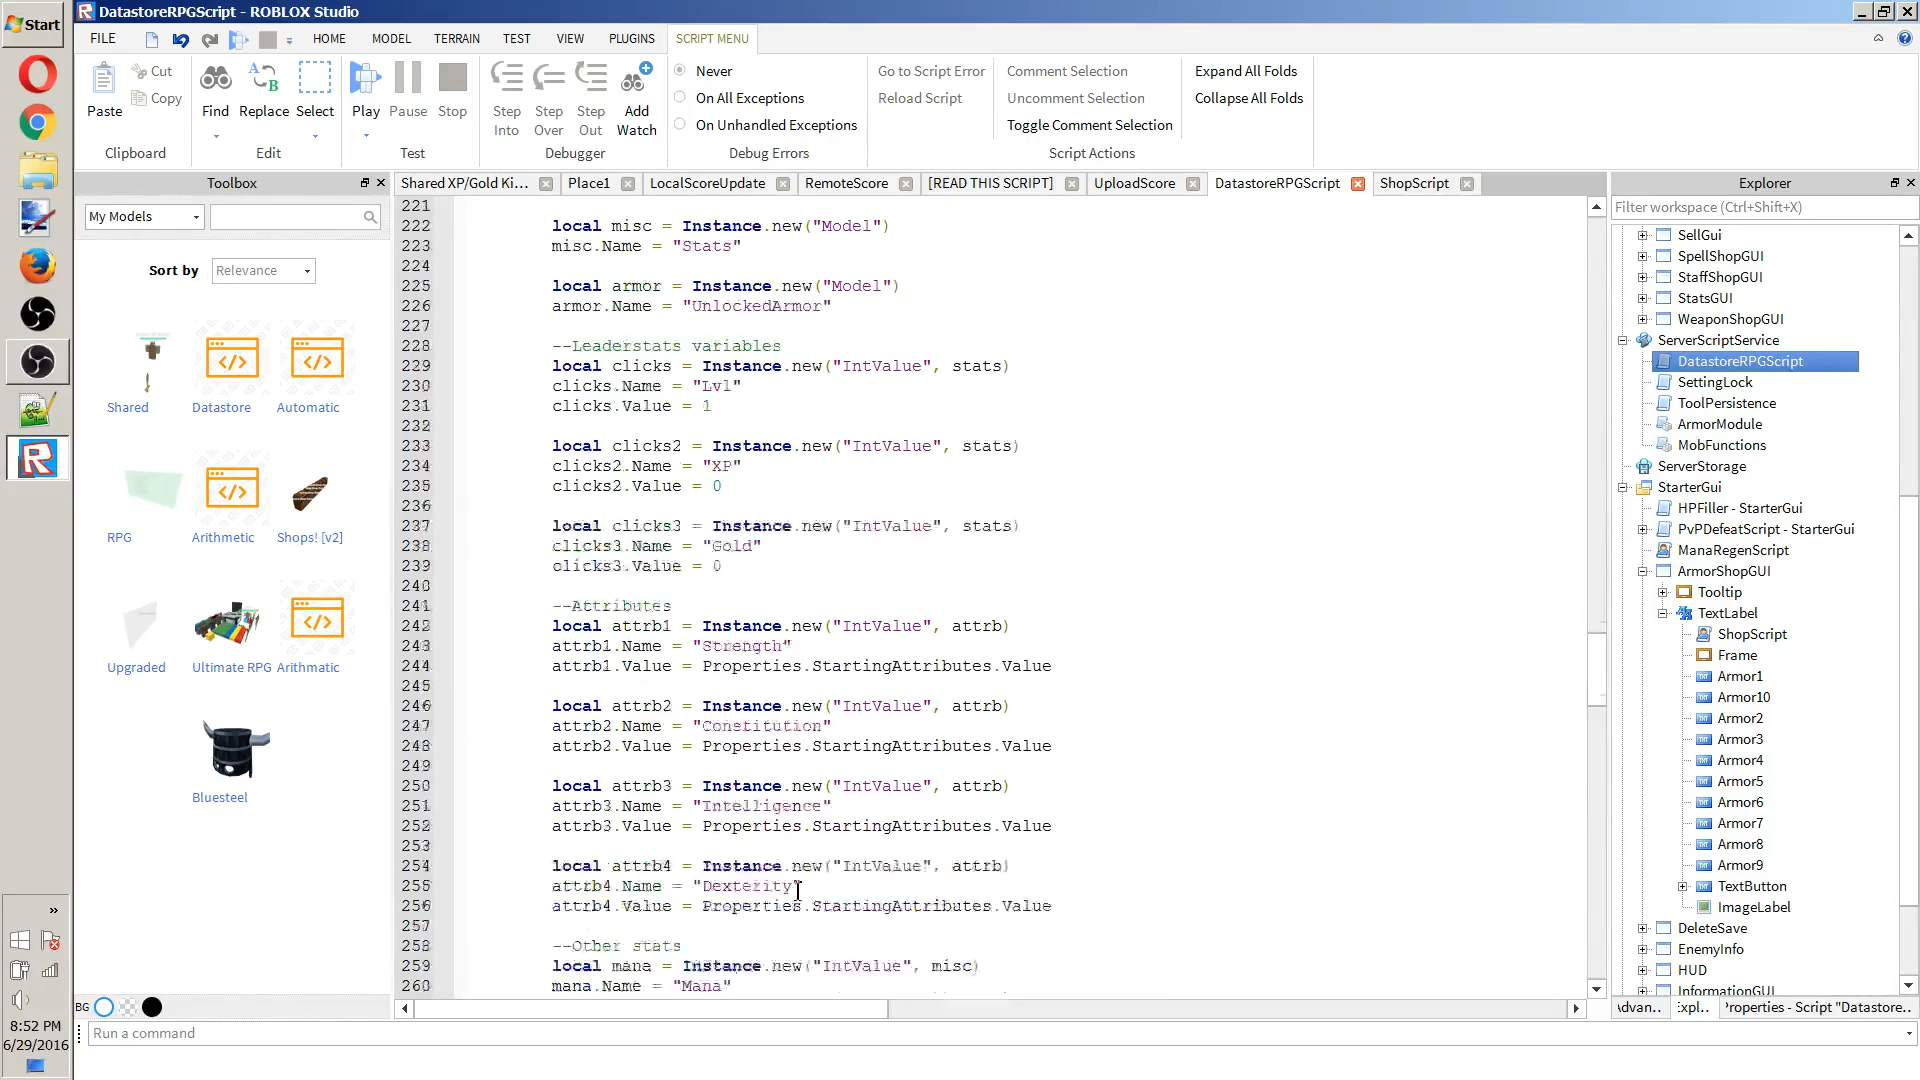 Start
DatastoreRPGScript - ROBLOX Studio
FILE HOME MODEL TERRAIN TEST VIEW PLUGINS SCRIPT MENU
Paste
Cut
Copy
Clipboard
Find
Replace
Select
Edit
Play
Pause
Stop
Test
Step Into
Step Over
Step Out
Add Watch
Debugger
Never
On All Exceptions
On Unhandled Exceptions
Debug Errors
Go to Script Error
Reload Script
Comment Selection
Uncomment Selection
Toggle Comment Selection
Expand All Folds
Collapse All Folds
Script Actions
Toolbox
My Models
Sort by Relevance
Shared Datastore Automatic
RPG Arithmetic Shops! [v2]
Upgraded Ultimate RPG Arithmatic
Bluesteel
BG
Shared XP/Gold Ki... Place1 LocalScoreUpdate RemoteScore [READ THIS SCRIPT] UploadScore DatastoreRPGScript ShopScript
221
222 local misc = Instance.new("Model")
223 misc.Name = "Stats"
224
225 local armor = Instance.new("Model")
226 armor.Name = "UnlockedArmor"
227
228 --Leaderstats variables
229 local clicks = Instance.new("IntValue", stats)
230 clicks.Name = "Lvl"
231 clicks.Value = 1
232
233 local clicks2 = Instance.new("IntValue", stats)
234 clicks2.Name = "XP"
235 clicks2.Value = 0
236
237 local clicks3 = Instance.new("IntValue", stats)
238 clicks3.Name = "Gold"
239 clicks3.Value = 0
240
241 --Attributes
242 local attrb1 = Instance.new("IntValue", attrb)
243 attrb1.Name = "Strength"
244 attrb1.Value = Properties.StartingAttributes.Value
245
246 local attrb2 = Instance.new("IntValue", attrb)
247 attrb2.Name = "Constitution"
248 attrb2.Value = Properties.StartingAttributes.Value
249
250 local attrb3 = Instance.new("IntValue", attrb)
251 attrb3.Name = "Intelligence"
252 attrb3.Value = Properties.StartingAttributes.Value
253
254 local attrb4 = Instance.new("IntValue", attrb)
255 attrb4.Name = "Dexterity"
256 attrb4.Value = Properties.StartingAttributes.Value
257
258 --Other stats
259 local mana = Instance.new("IntValue", misc)
260 mana.Name = "Mana"
Explorer
Filter workspace (Ctrl+Shift+X)
SellGui
SpellShopGUI
StaffShopGUI
StatsGUI
WeaponShopGUI
ServerScriptService
DatastoreRPGScript
SettingLock
ToolPersistence
ArmorModule
MobFunctions
ServerStorage
StarterGui
HPFiller - StarterGui
PvPDefeatScript - StarterGui
ManaRegenScript
ArmorShopGUI
Tooltip
TextLabel
ShopScript
Frame
Armor1
Armor10
Armor2
Armor3
Armor4
Armor5
Armor6
Armor7
Armor8
Armor9
TextButton
ImageLabel
DeleteSave
EnemyInfo
HUD
InformationGUI
\dvan... Expl... 'roperties - Script "Datastore...
Run a command
8:52 PM
6/29/2016